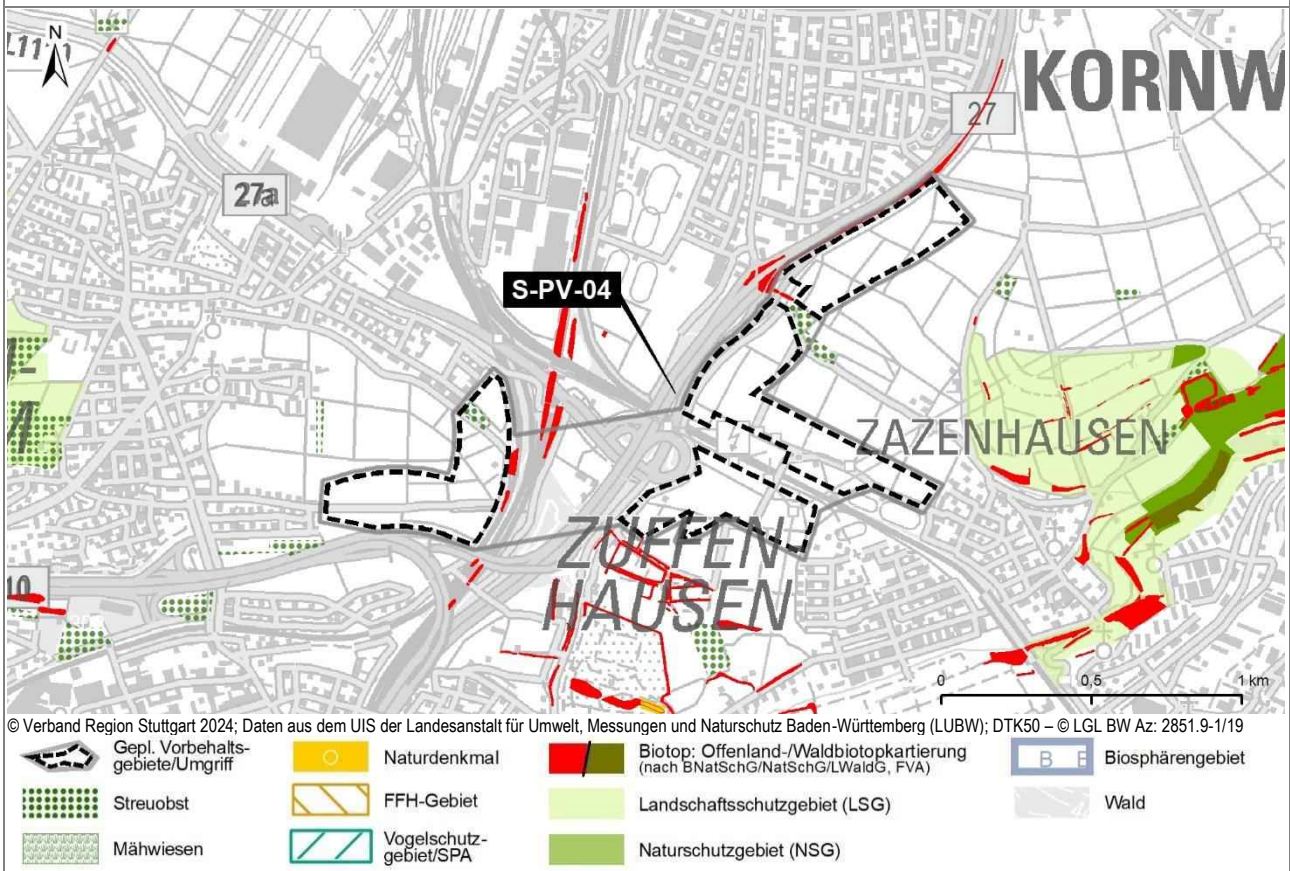 N
KORNW
27
27a
S-PV-04
ZAZENHAUSEN
ZUFFEN
HAUSEN
10
0 0,5 1 km
© Verband Region Stuttgart 2024; Daten aus dem UIS der Landesanstalt für Umwelt, Messungen und Naturschutz Baden-Württemberg (LUBW); DTK50 – © LGL BW Az: 2851.9-1/19
Gepl. Vorbehalts-
gebiete/Umgriff
Naturdenkmal
Biotop: Offenland-/Waldbiotopkartierung
(nach BNatSchG/NatSchG/LWaldG, FVA)
B B
Biosphärengebiet
Streuobst
FFH-Gebiet
Landschaftsschutzgebiet (LSG)
Wald
Mähwiesen
Vogelschutz-
gebiet/SPA
Naturschutzgebiet (NSG)